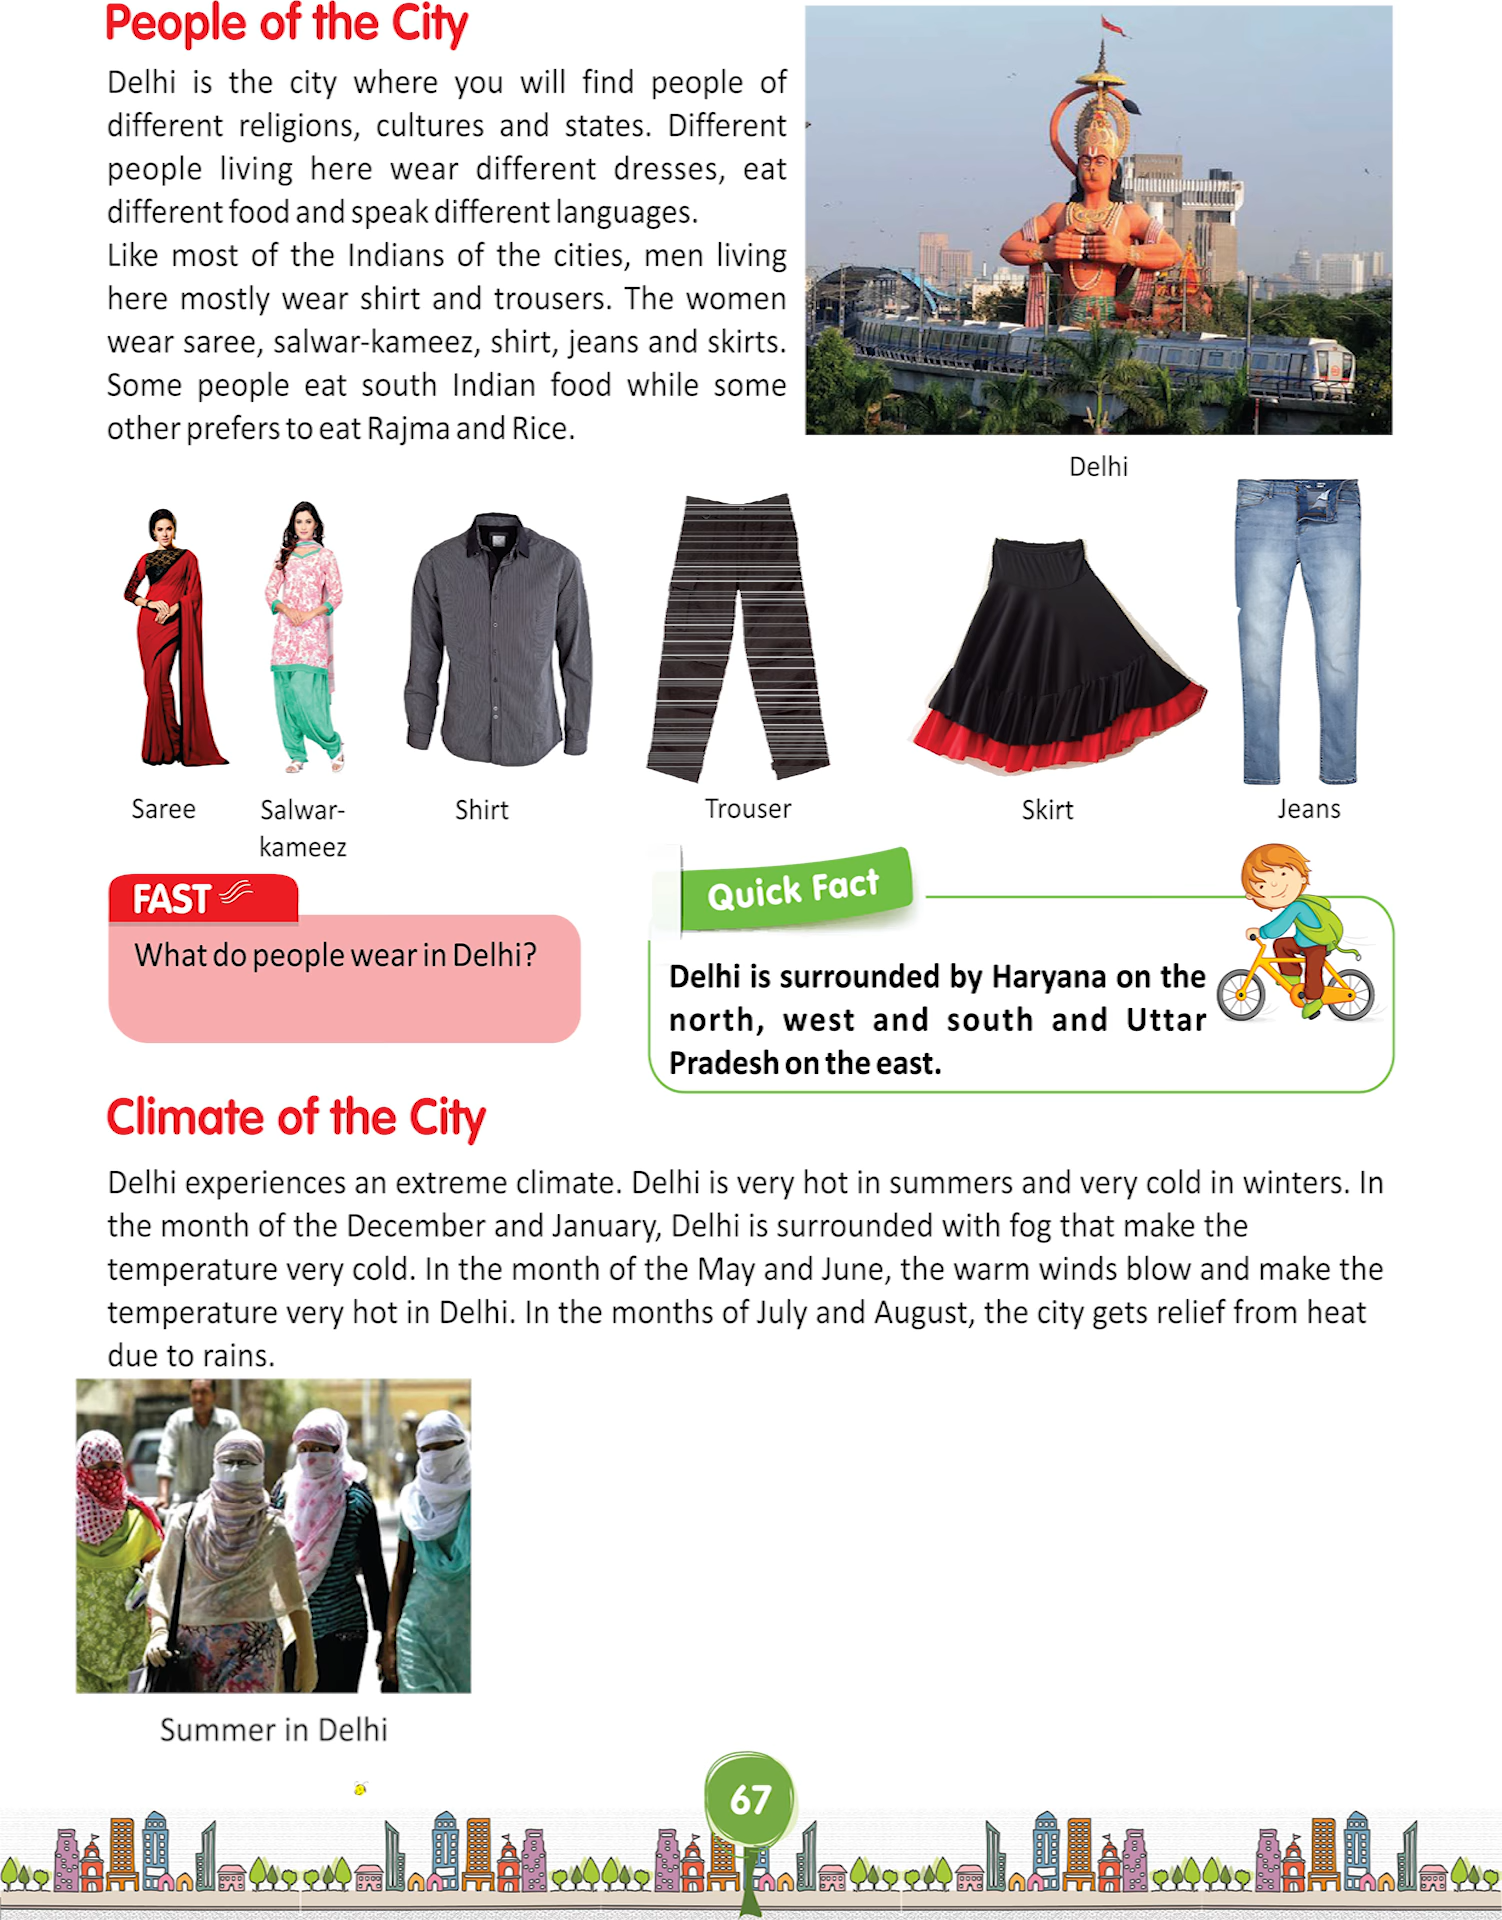 People of the City
Delhi is the city where you will find people of
different religions, cultures and states. Different
people living here wear different dresses, eat
different food and speak different languages.
Like most of the Indians of the cities, men living
here mostly wear shirt and trousers. The women
wear saree, salwar-kameez, shirt, jeans and skirts.
Some people eat south Indian food while some
other prefers to eat Rajma and Rice.
Delhi
Saree
Salwar-
kameez
Shirt
Trouser
Skirt
Jeans
FAST
What do people wear in Delhi?
Quick Fact
Delhi is surrounded by Haryana on the
north, west and south and Uttar
Pradesh on the east.
Climate of the City
Delhi experiences an extreme climate. Delhi is very hot in summers and very cold in winters. In
the month of the December and January, Delhi is surrounded with fog that make the
temperature very cold. In the month of the May and June, the warm winds blow and make the
temperature very hot in Delhi. In the months of July and August, the city gets relief from heat
due to rains.
Summer in Delhi
67